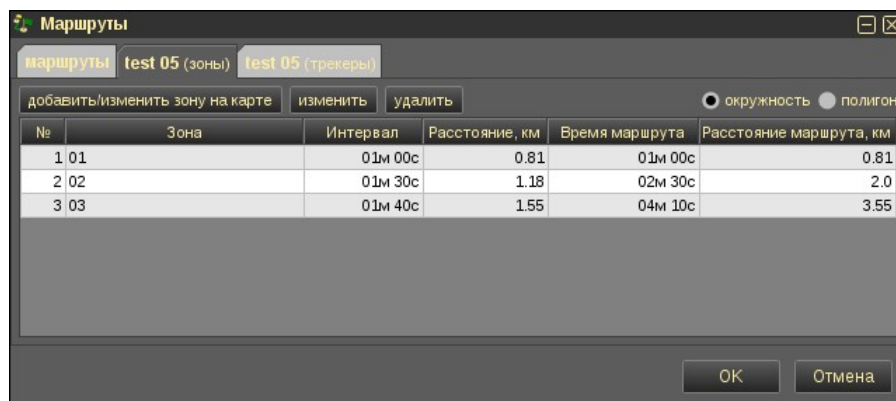 Маршруты
маршруты test 05 (зоны) test 05 (трекеры)
добавить/изменить зону на карте изменить удалить окружность полигон
№ Зона Интервал Расстояние, км Время маршрута Расстояние маршрута, км
1 01 01м 00с 0.81 01м 00с 0.81
2 02 01м 30с 1.18 02м 30с 2.0
3 03 01м 40с 1.55 04м 10с 3.55
OK Отмена